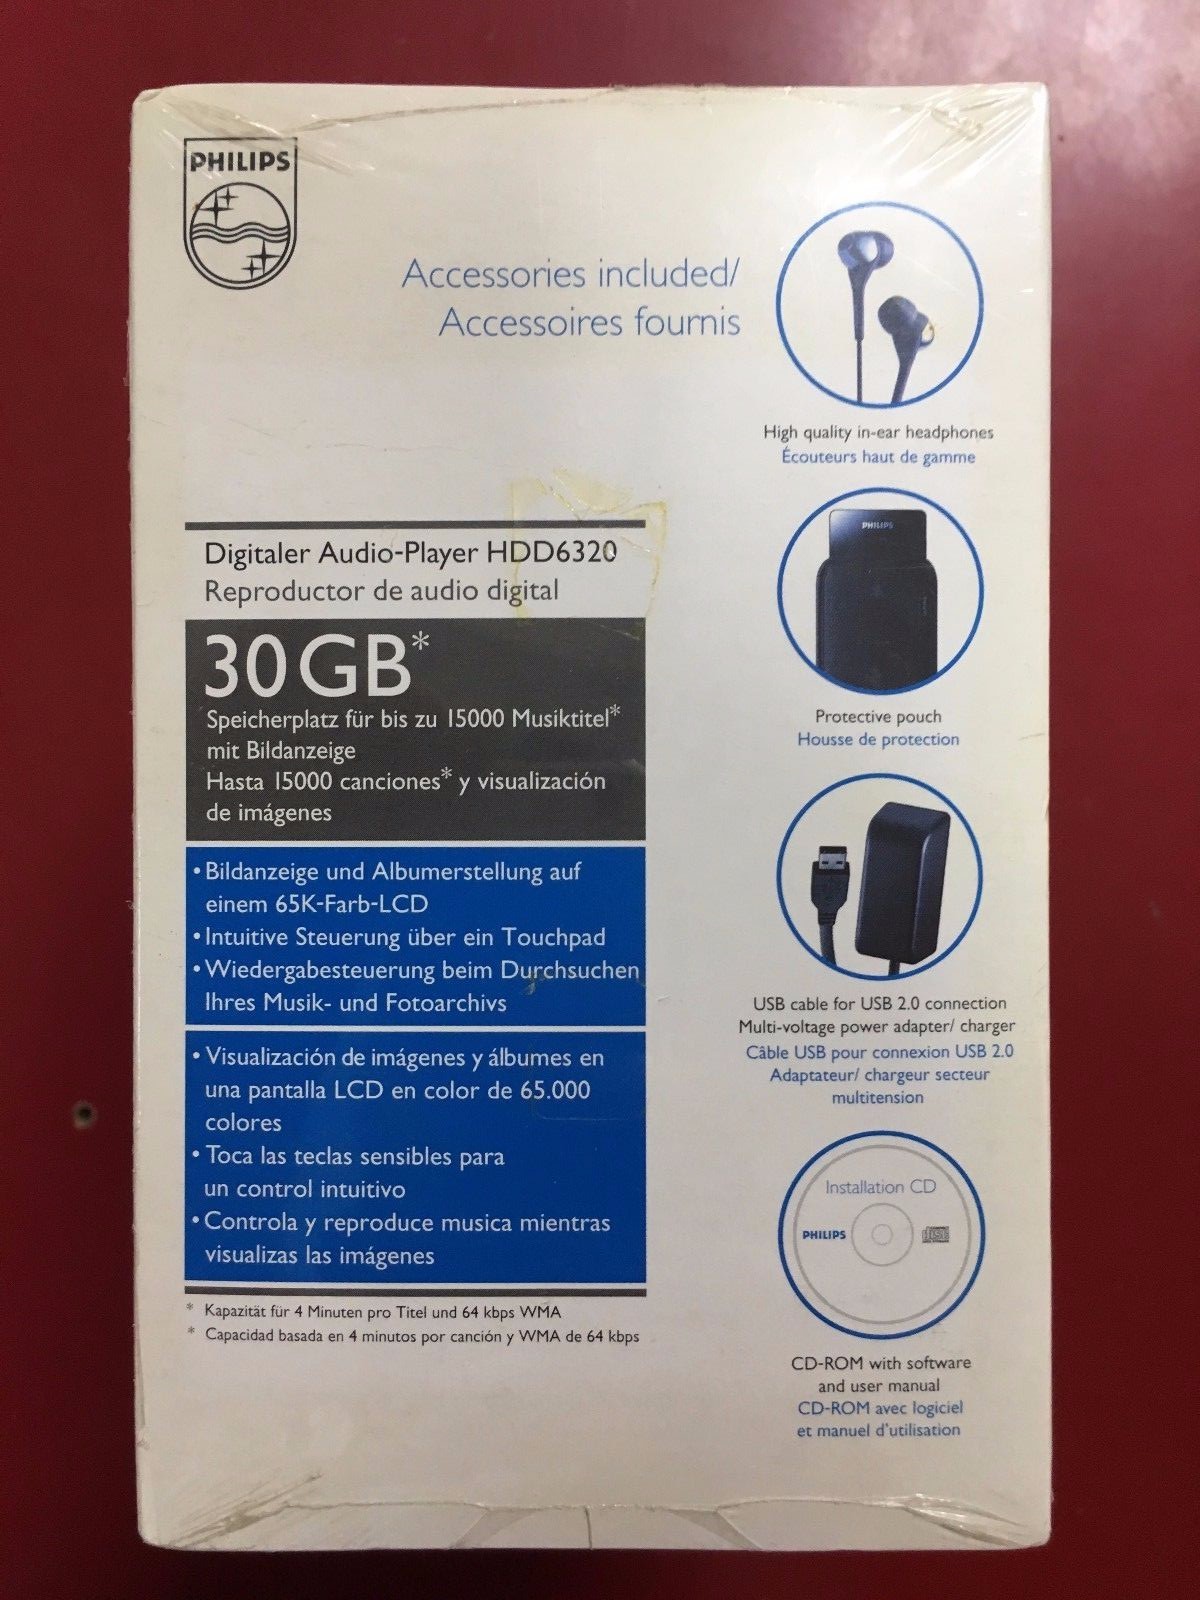 PHILIPS
Accessories included/
Accessoires fournis
High quality in-ear headphones
Écouteurs haut de gamme
PHILIPS
Protective pouch
Housse de protection
USB cable for USB 2.0 connection
Multi-voltage power adapter/ charger
Câble USB pour connexion USB 2.0
Adaptateur/ chargeur secteur
multitension
Installation CD
PHILIPS
CD-ROM with software
and user manual
CD-ROM avec logiciel
et manuel d'utilisation
Digitaler Audio-Player HDD6320
Reproductor de audio digital
30 GB*
Speicherplatz für bis zu 15000 Musiktitel*
mit Bildanzeige
Hasta 15000 canciones* y visualización
de imágenes
• Bildanzeige und Albumerstellung auf
einem 65K-Farb-LCD
• Intuitive Steuerung über ein Touchpad
• Wiedergabesteuerung beim Durchsuchen
Ihres Musik- und Fotoarchivs
• Visualización de imágenes y álbumes en
una pantalla LCD en color de 65.000
colores
• Toca las teclas sensibles para
un control intuitivo
• Controla y reproduce musica mientras
visualizas las imágenes
* Kapazität für 4 Minuten pro Titel und 64 kbps WMA
* Capacidad basada en 4 minutos por canción y WMA de 64 kbps